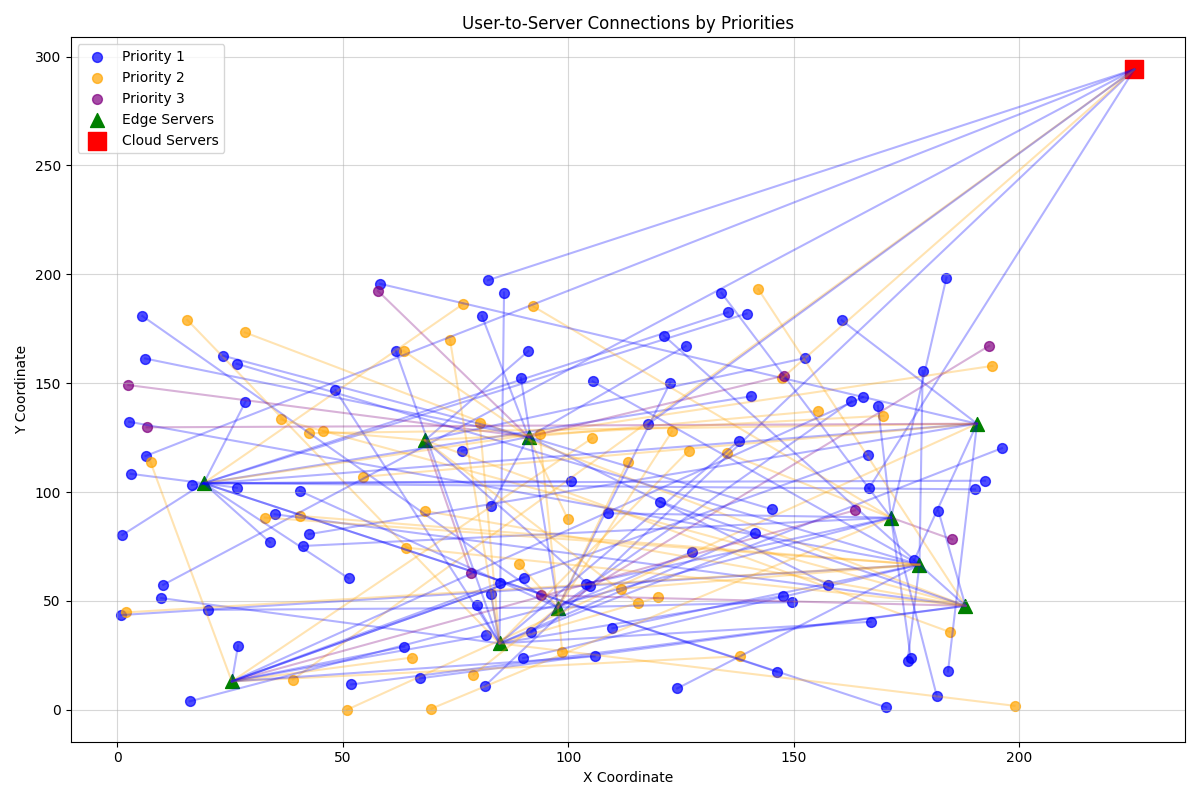 User-to-Server Connections by Priorities
Priority 1
Priority 2
Priority 3
Edge Servers
Cloud Servers
Y Coordinate
300
250
200
150
100
50
0
0 50 100 150 200
X Coordinate